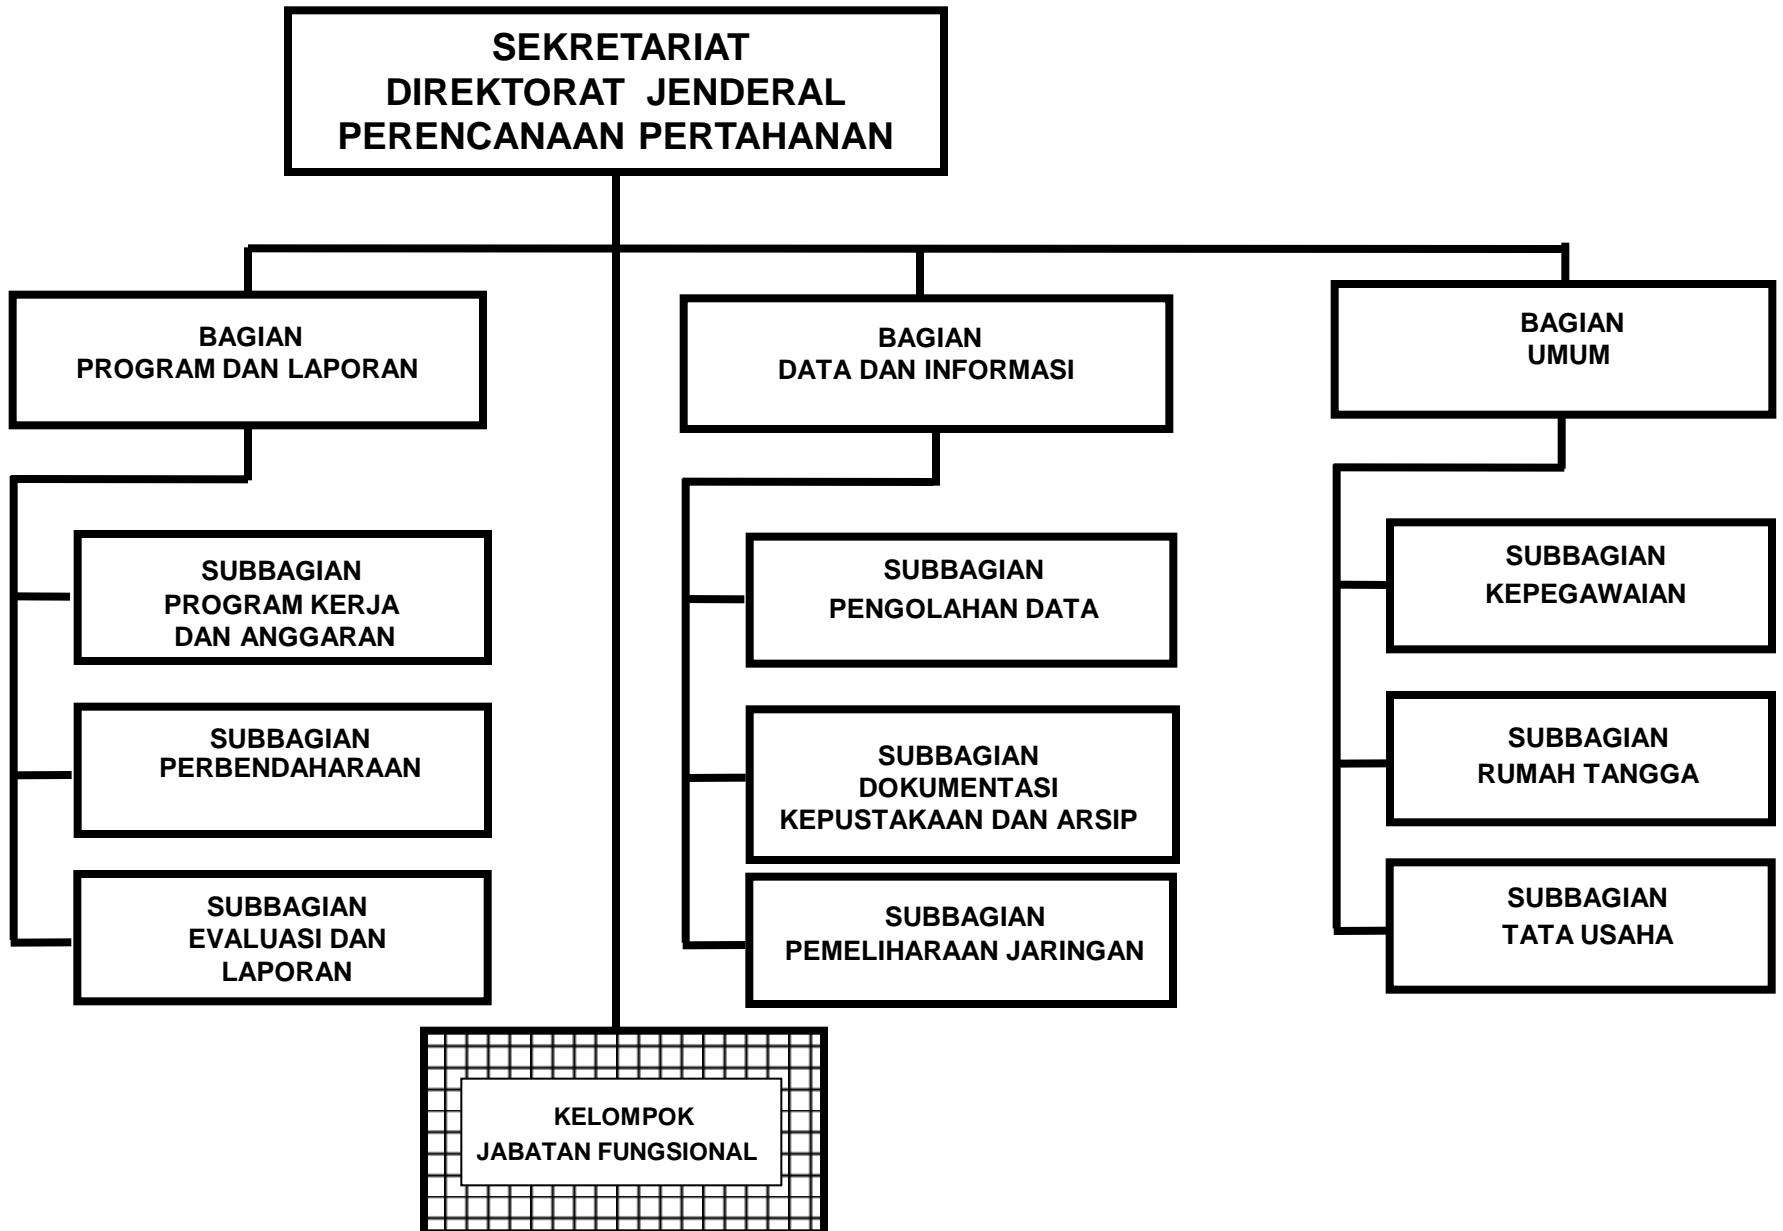 SEKRETARIAT
DIREKTORAT JENDERAL
PERENCANAAN PERTAHANAN
BAGIAN
PROGRAM DAN LAPORAN
BAGIAN
DATA DAN INFORMASI
BAGIAN
UMUM
SUBBAGIAN
PROGRAM KERJA
DAN ANGGARAN
SUBBAGIAN
PERBENDAHARAAN
SUBBAGIAN
EVALUASI DAN
LAPORAN
SUBBAGIAN
PENGOLAHAN DATA
SUBBAGIAN
DOKUMENTASI
KEPUSTAKAAN DAN ARSIP
SUBBAGIAN
PEMELIHARAAN JARINGAN
SUBBAGIAN
KEPEGAWAIAN
SUBBAGIAN
RUMAH TANGGA
SUBBAGIAN
TATA USAHA
KELOMPOK
JABATAN FUNGSIONAL